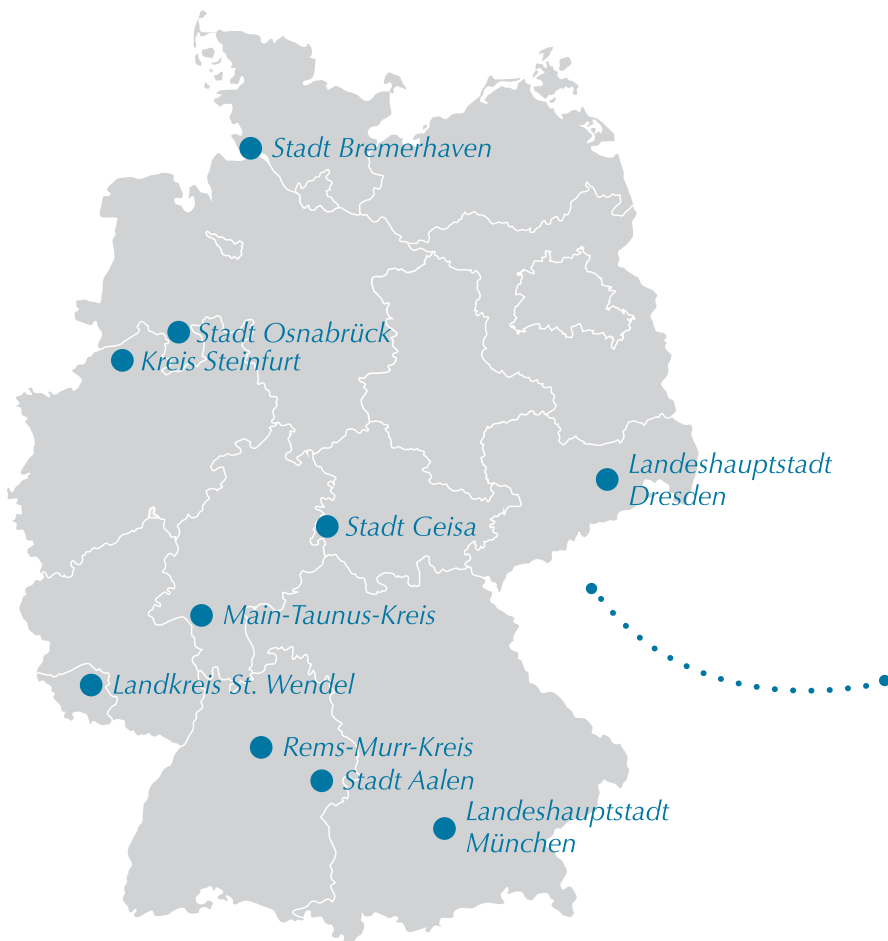 Stadt Bremerhaven
Stadt Osnabrück
Kreis Steinfurt
Landeshauptstadt
Dresden
Stadt Geisa
Main-Taunus-Kreis
Landkreis St. Wendel
Rems-Murr-Kreis
Stadt Aalen
Landeshauptstadt
München